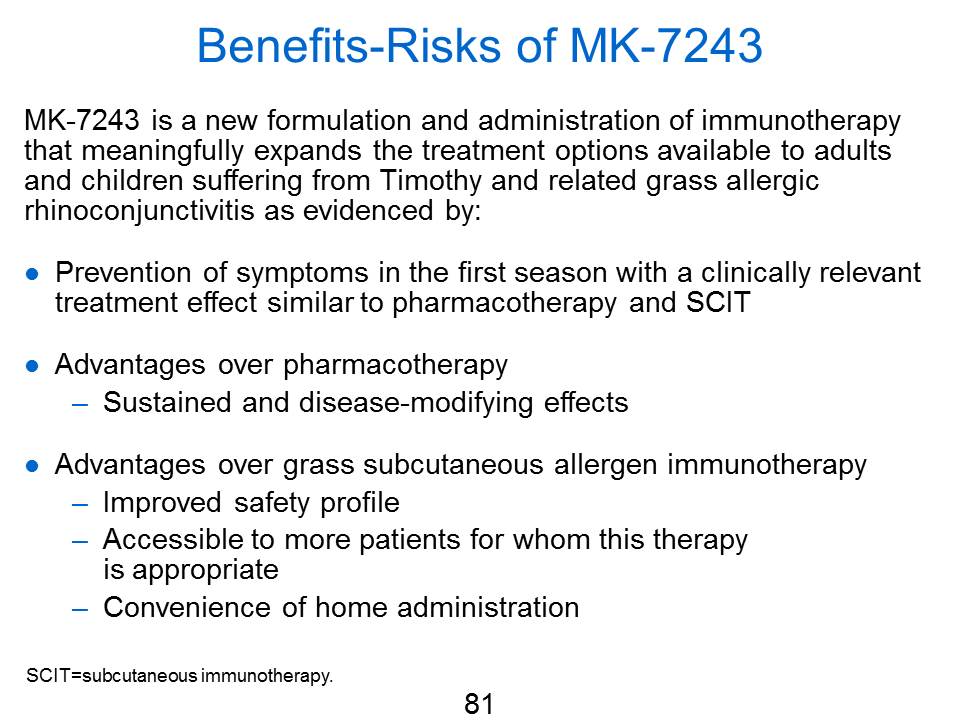 Benefits-Risks of MK-7243
MK-7243 is a new formulation and administration of immunotherapy
that meaningfully expands the treatment options available to adults
and children suffering from Timothy and related grass allergic
rhinoconjunctivitis as evidenced by:
● Prevention of symptoms in the first season with a clinically relevant
treatment effect similar to pharmacotherapy and SCIT
● Advantages over pharmacotherapy
– Sustained and disease-modifying effects
● Advantages over grass subcutaneous allergen immunotherapy
– Improved safety profile
– Accessible to more patients for whom this therapy
is appropriate
– Convenience of home administration
SCIT=subcutaneous immunotherapy.
81